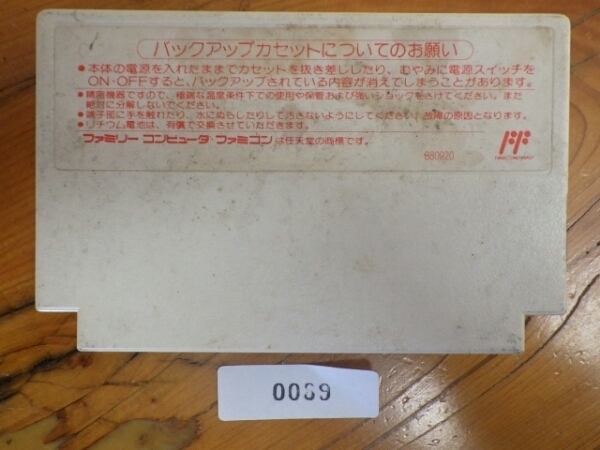 バックアップカセットについてのお願い
●本体の電源を入れたままでカセットを抜き差ししたり、むやみに電源スイッチを
ON・OFFすると、バックアップされている内容が消えてしまうことがあります。
●精密機器ですので、極端な温度条件下での使用や保管および強いショックをさけてください。また
絶対に分解しないでください。
●端子部に手を触れたり、水にぬらしたりして汚さないようにしてください。故障の原因となります。
●リチウム電池は、有償で交換させていただきます。
ファミリー コンピュータ・ファミコンは任天堂の商標です。
880920
0039